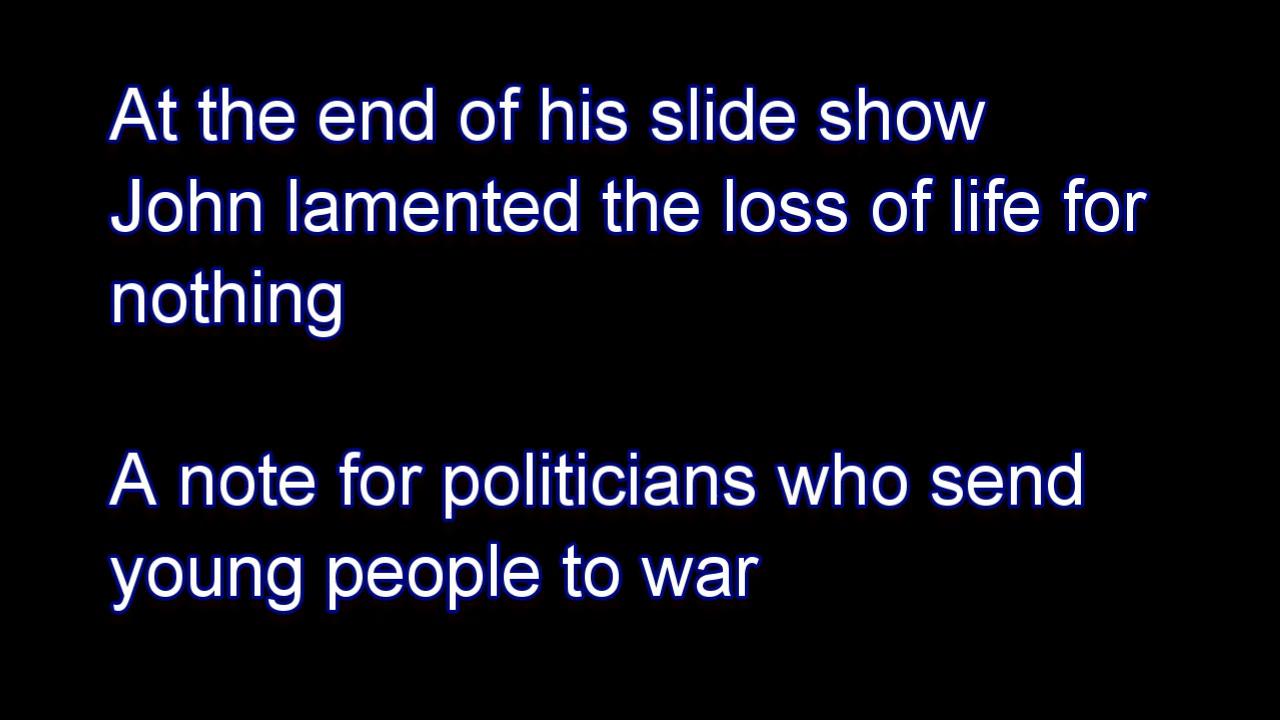 At the end of his slide show
John lamented the loss of life for
nothing
A note for politicians who send
young people to war